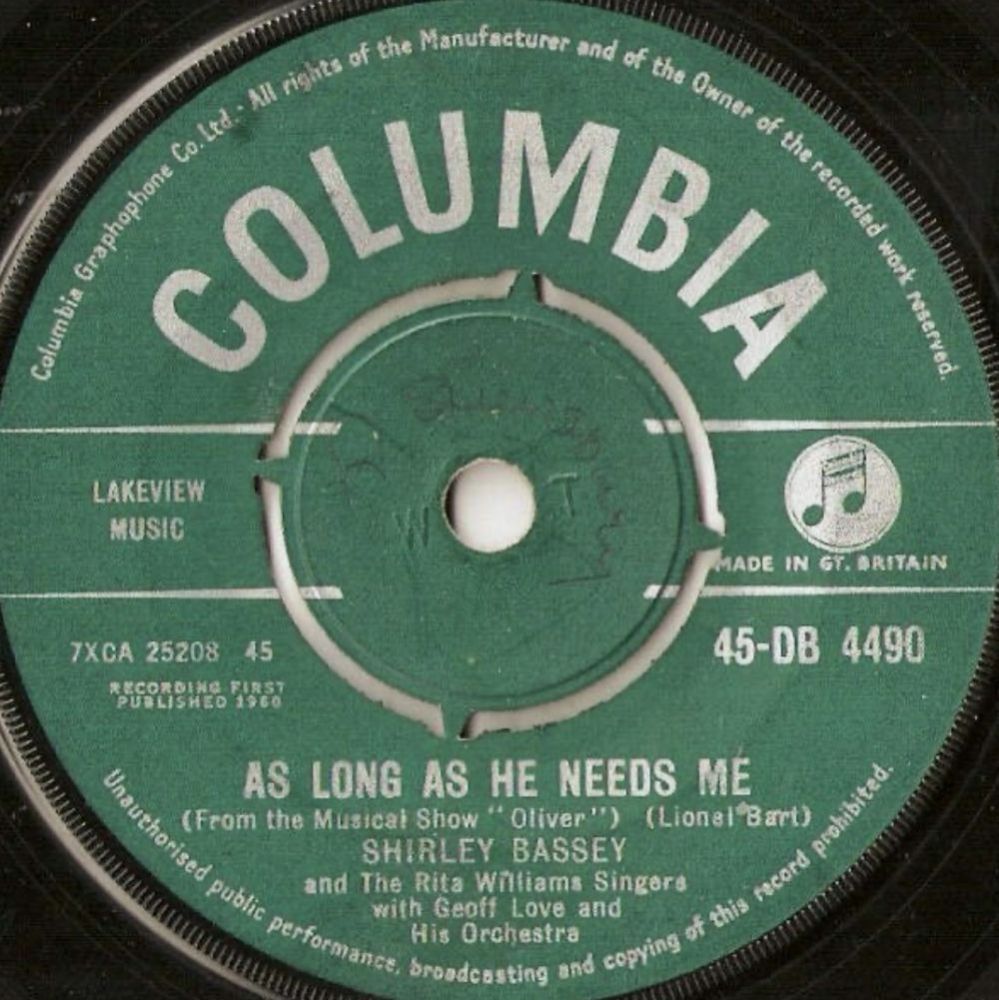 Columbia Graphophone Co. Ltd. · All rights of the Manufacturer and of the Owner of the recorded work reserved.
COLUMBIA
LAKEVIEW
MUSIC
W T
MADE IN GT. BRITAIN
7XCA 25208 45
45-DB 4490
RECORDING FIRST
PUBLISHED 1960
AS LONG AS HE NEEDS ME
(From the Musical Show "Oliver") (Lionel Bart)
SHIRLEY BASSEY
and The Rita Williams Singers
with Geoff Love and
His Orchestra
Unauthorised public performance, broadcasting and copying of this record prohibited.